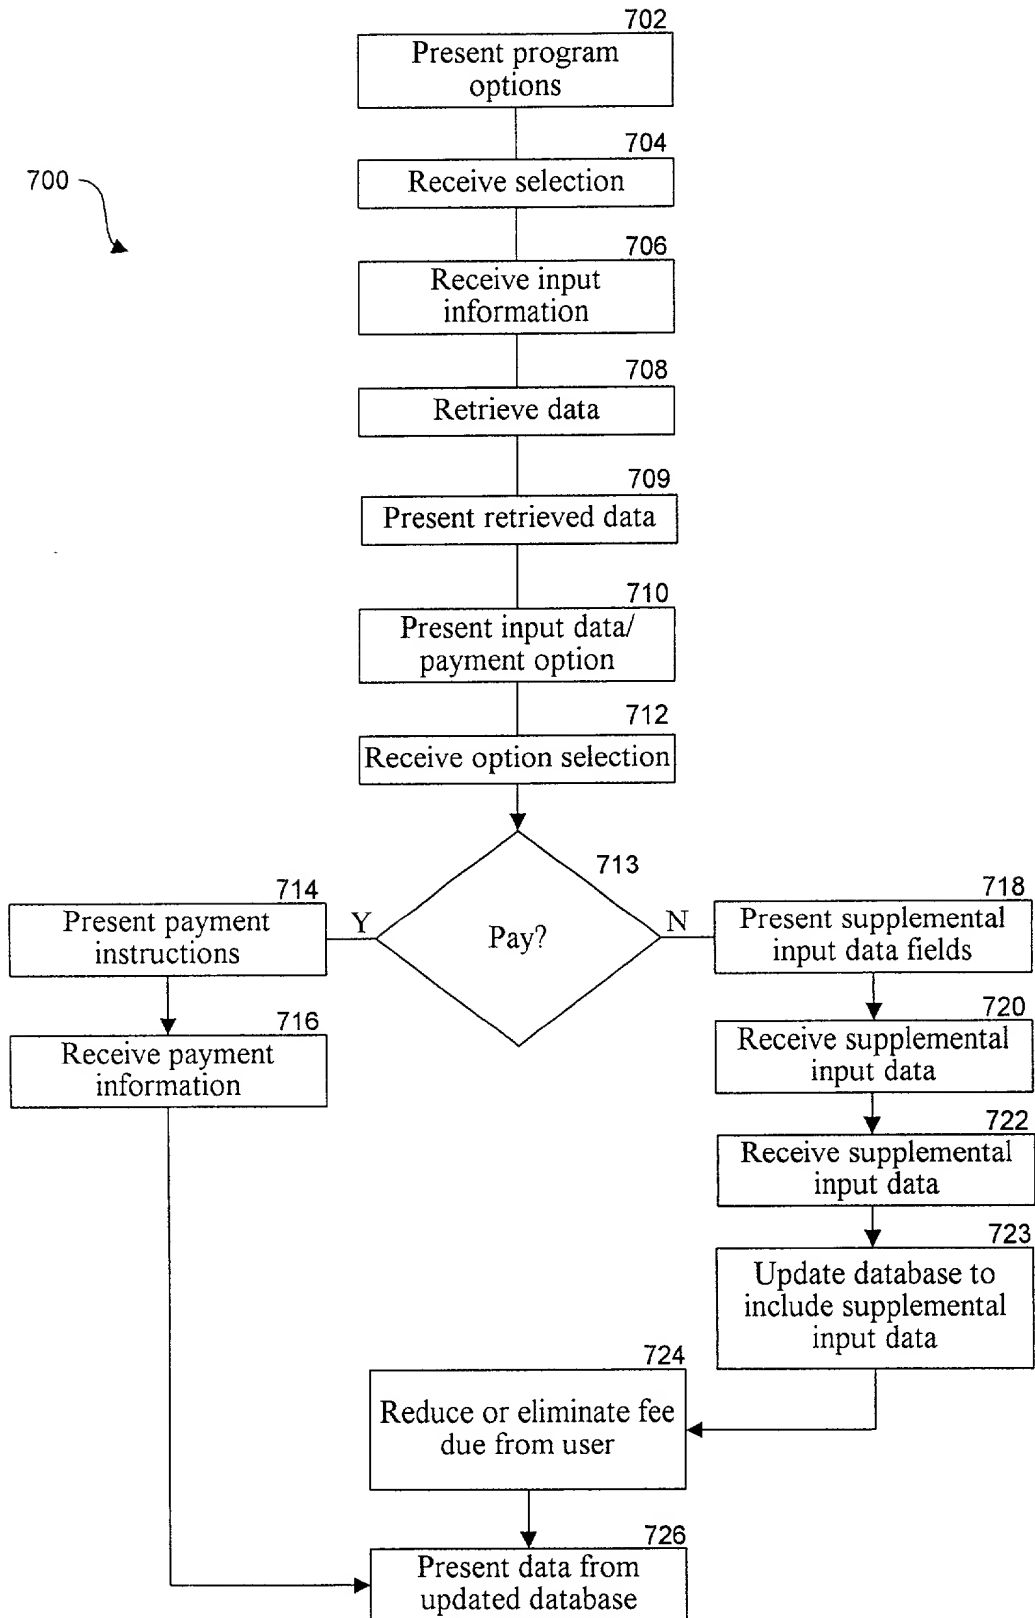 702
Present program
options
704
Receive selection
700
706
Receive input
information
708
Retrieve data
709
Present retrieved data
710
Present input data/
payment option
712
Receive option selection
713
Pay?
Y
N
714
Present payment
instructions
716
Receive payment
information
718
Present supplemental
input data fields
720
Receive supplemental
input data
722
Receive supplemental
input data
723
Update database to
include supplemental
input data
724
Reduce or eliminate fee
due from user
726
Present data from
updated database